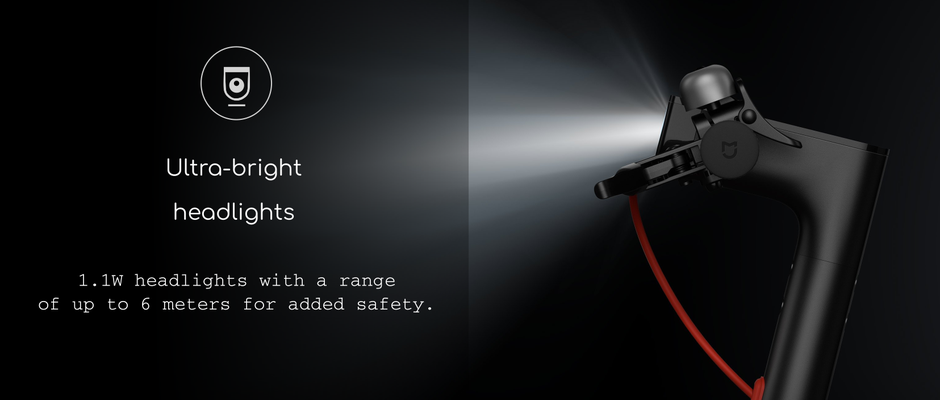 Ultra-bright
headlights
1.1W headlights with a range
of up to 6 meters for added safety.